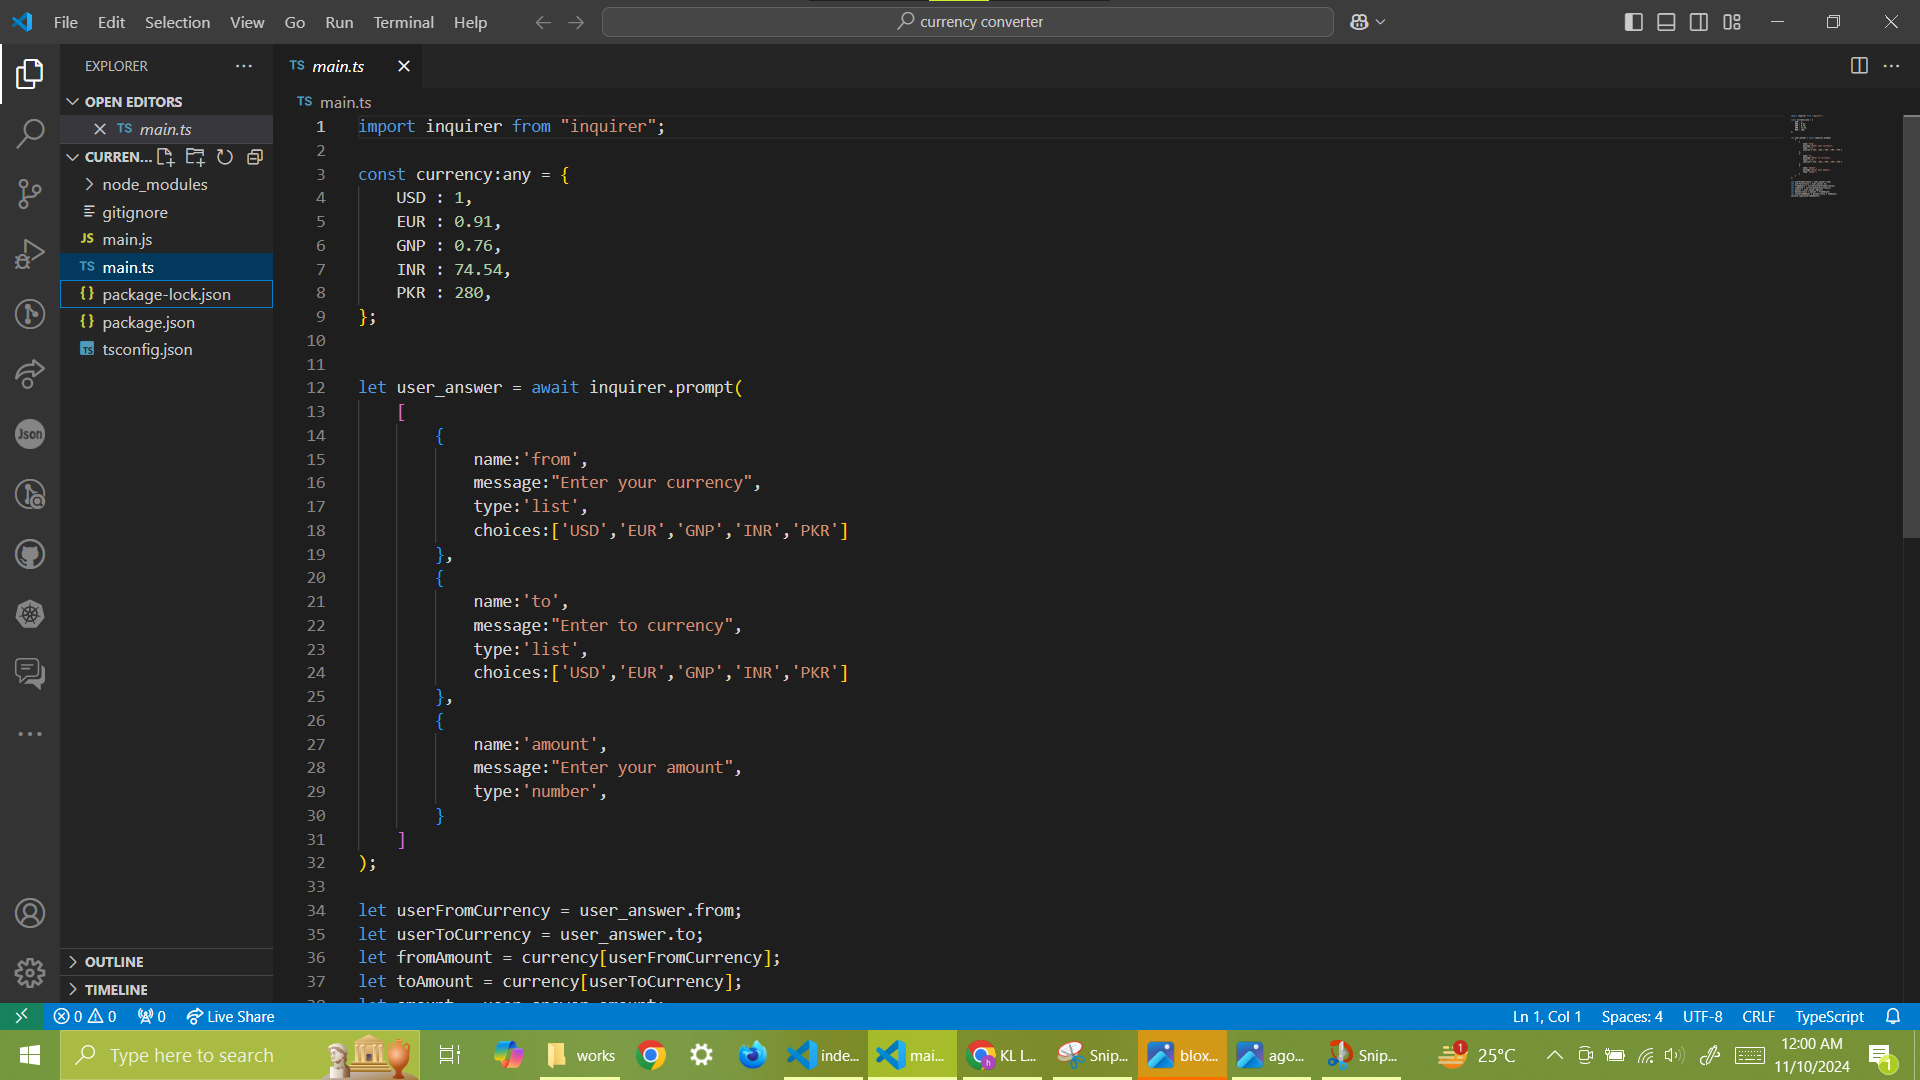 File Edit Selection View Go Run Terminal Help
currency converter
EXPLORER
OPEN EDITORS
TS main.ts
CURREN...
node_modules
gitignore
JS main.js
TS main.ts
{} package-lock.json
{} package.json
TS tsconfig.json
OUTLINE
TIMELINE
Json
TS main.ts
TS main.ts
1 import inquirer from "inquirer";
2
3 const currency:any = {
4 USD : 1,
5 EUR : 0.91,
6 GNP : 0.76,
7 INR : 74.54,
8 PKR : 280,
9 };
10
11
12 let user_answer = await inquirer.prompt(
13 [
14 {
15 name:'from',
16 message:"Enter your currency",
17 type:'list',
18 choices:['USD','EUR','GNP','INR','PKR']
19 },
20 {
21 name:'to',
22 message:"Enter to currency",
23 type:'list',
24 choices:['USD','EUR','GNP','INR','PKR']
25 },
26 {
27 name:'amount',
28 message:"Enter your amount",
29 type:'number',
30 }
31 ]
32 );
33
34 let userFromCurrency = user_answer.from;
35 let userToCurrency = user_answer.to;
36 let fromAmount = currency[userFromCurrency];
37 let toAmount = currency[userToCurrency];
0 0 0 Live Share
Ln 1, Col 1 Spaces: 4 UTF-8 CRLF TypeScript
Type here to search
works
inde...
mai...
KL L...
Snip...
blox...
ago...
Snip...
1
25°C
12:00 AM
11/10/2024
1